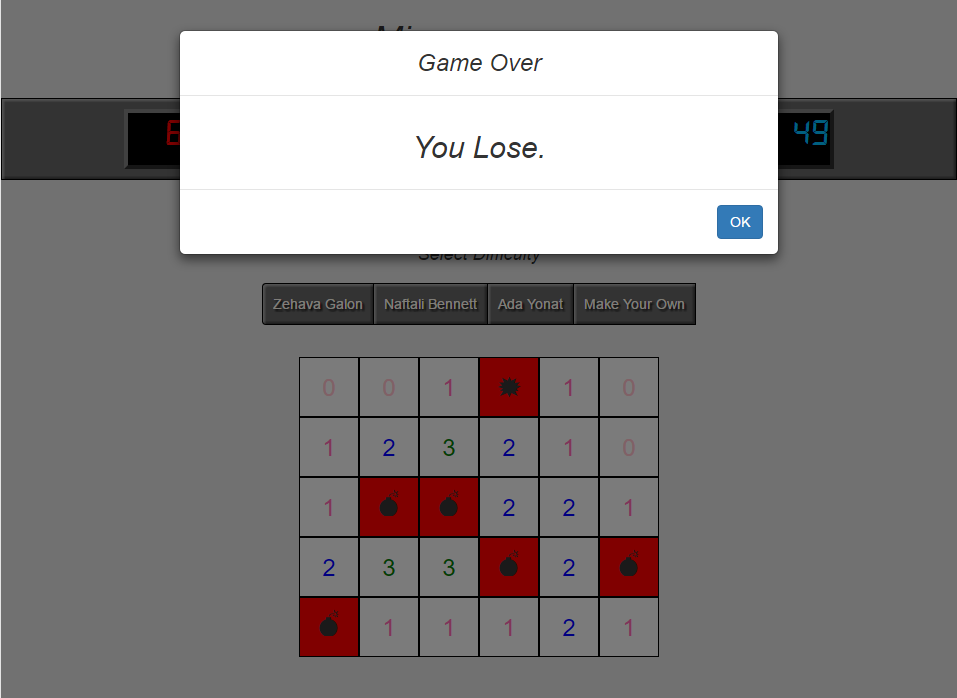 Game Over
49
You Lose.
OK
Select Difficulty
Zehava Galon Naftali Bennett Ada Yonat Make Your Own
0 0 1 1 0
1 2 3 2 1 0
1 2 2 1
2 3 3 2
1 1 1 2 1